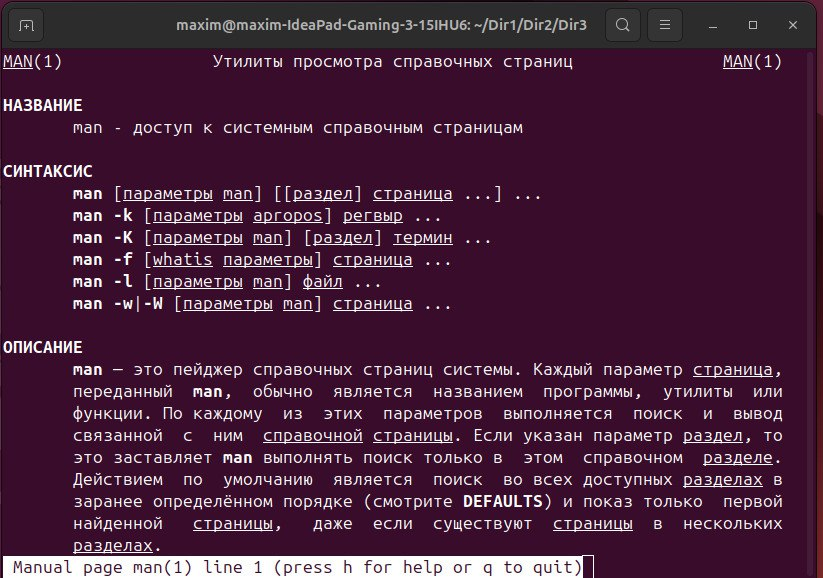 maxim@maxim-IdeaPad-Gaming-3-15IHU6: ~/Dir1/Dir2/Dir3
MAN(1) Утилиты просмотра справочных страниц MAN(1)
НАЗВАНИЕ
man - доступ к системным справочным страницам
СИНТАКСИС
man [параметры man] [[раздел] страница ...] ...
man -k [параметры apropos] регвыр ...
man -K [параметры man] [раздел] термин ...
man -f [whatis параметры] страница ...
man -l [параметры man] файл ...
man -w|-W [параметры man] страница ...
ОПИСАНИЕ
man — это пейджер справочных страниц системы. Каждый параметр страница,
переданный man, обычно является названием программы, утилиты или
функции. По каждому из этих параметров выполняется поиск и вывод
связанной с ним справочной страницы. Если указан параметр раздел, то
это заставляет man выполнять поиск только в этом справочном разделе.
Действием по умолчанию является поиск во всех доступных разделах в
заранее определённом порядке (смотрите DEFAULTS) и показ только первой
найденной страницы, даже если существуют страницы в нескольких
разделах.
Manual page man(1) line 1 (press h for help or q to quit)